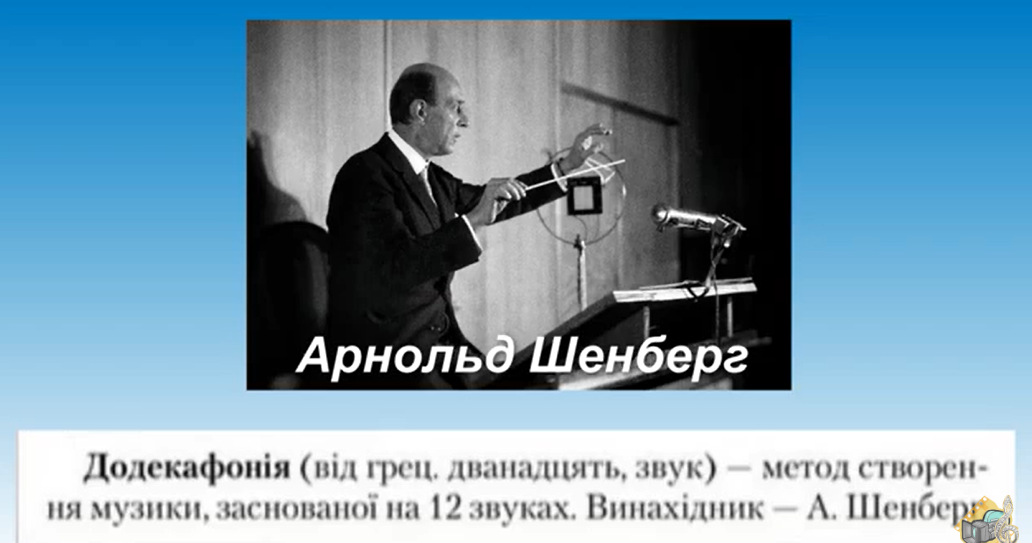 Арнольд Шенберг
Додекафонія (від грец. дванадцять, звук) — метод створен-
ня музики, заснованої на 12 звуках. Винахідник — А. Шенберг